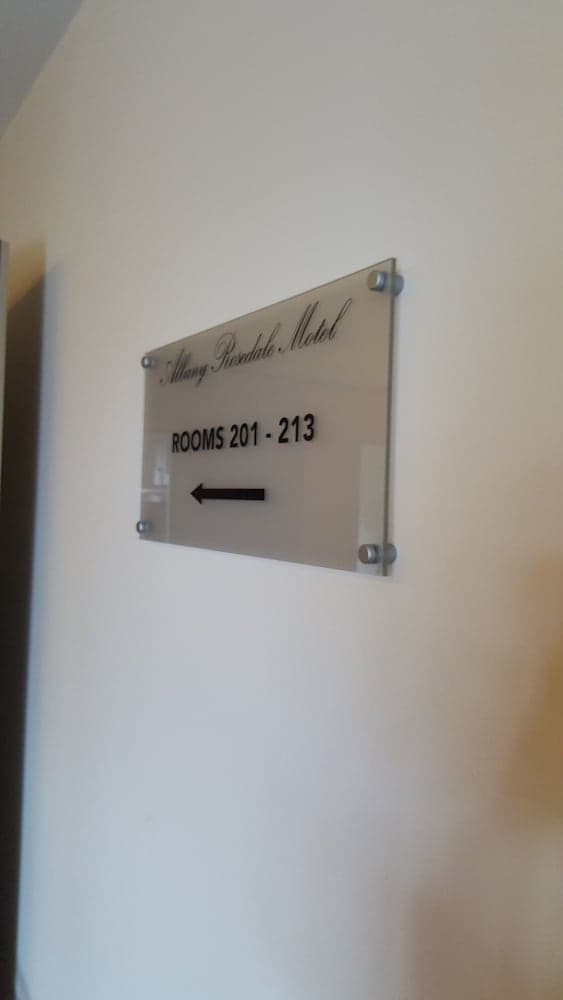 Albany Rosedale Motel
ROOMS 201 - 213